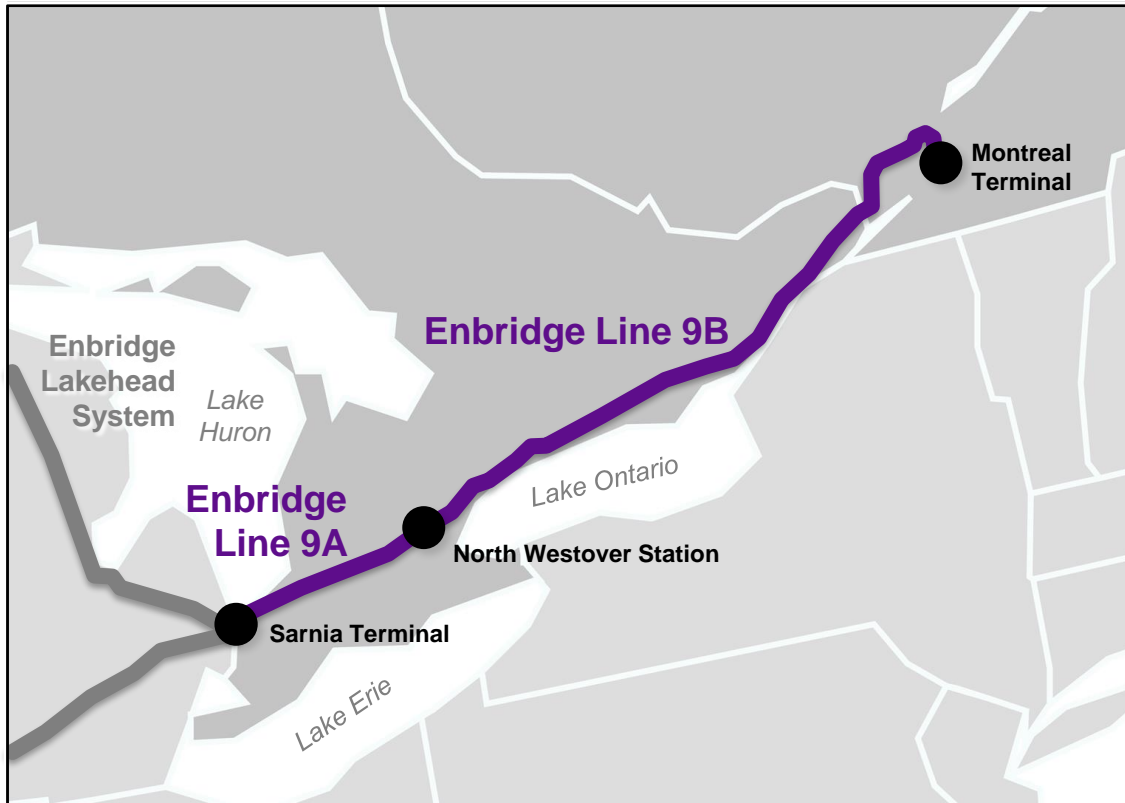 Montreal
Terminal
Enbridge Line 9B
Enbridge
Lakehead
System
Lake
Huron
Lake Ontario
Enbridge
Line 9A
North Westover Station
Sarnia Terminal
Lake Erie